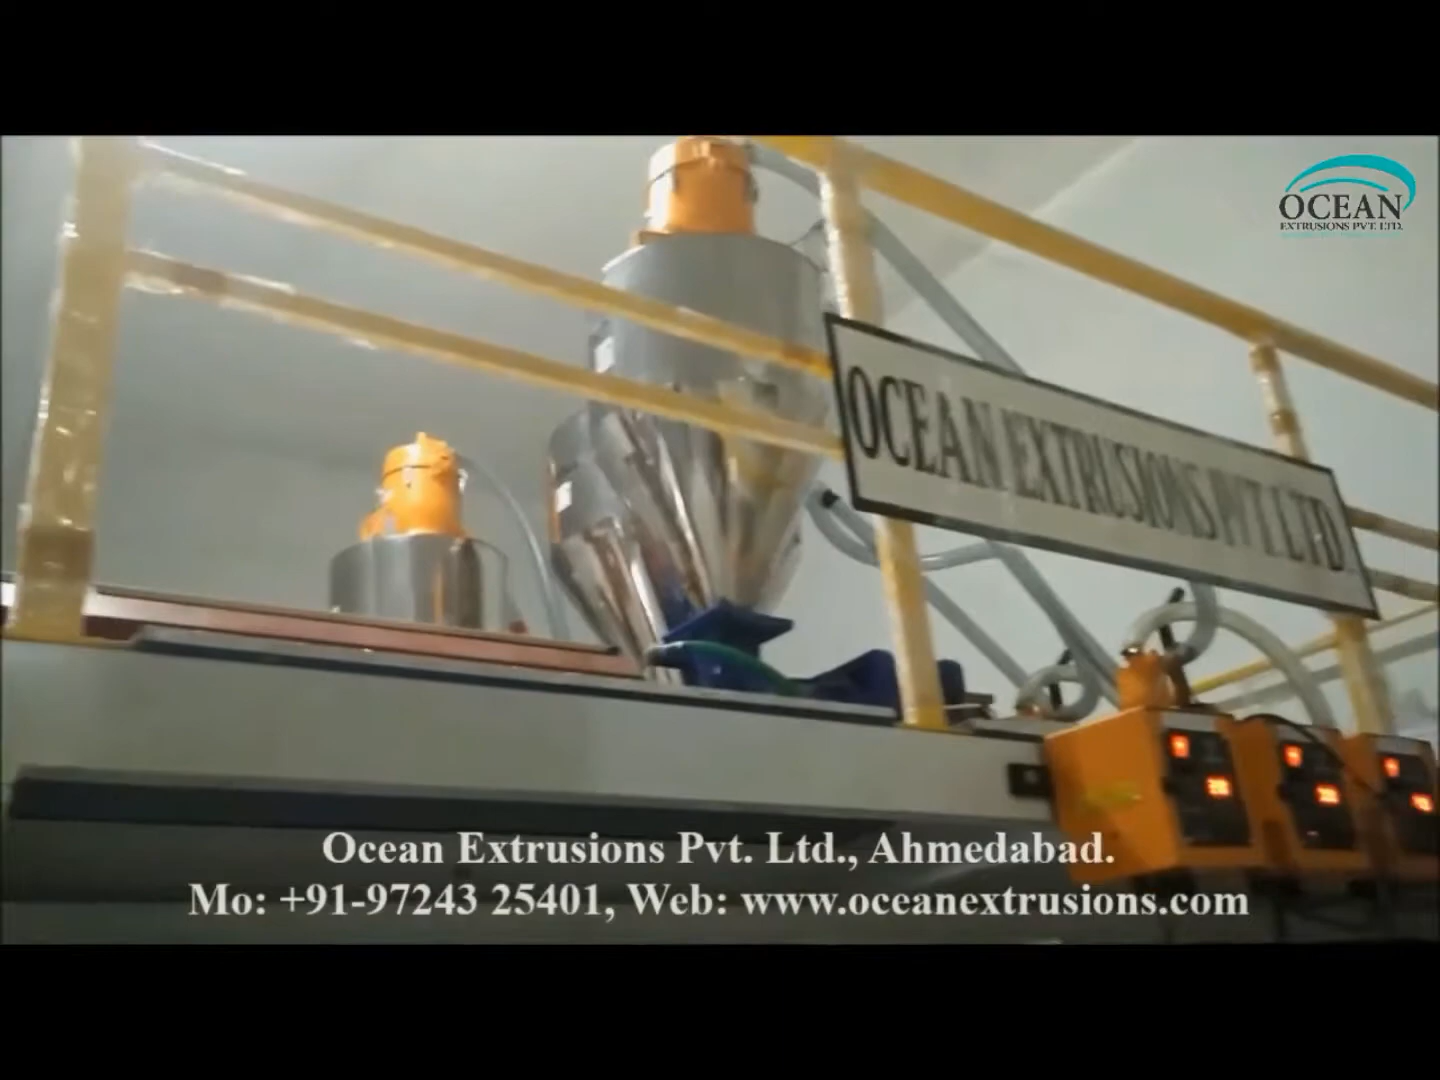 OCEAN
EXTRUSIONS PVT. LTD.
OCEAN EXTRUSIONS PVT. LTD
Ocean Extrusions Pvt. Ltd., Ahmedabad.
Mo: +91-97243 25401, Web: www.oceanextrusions.com